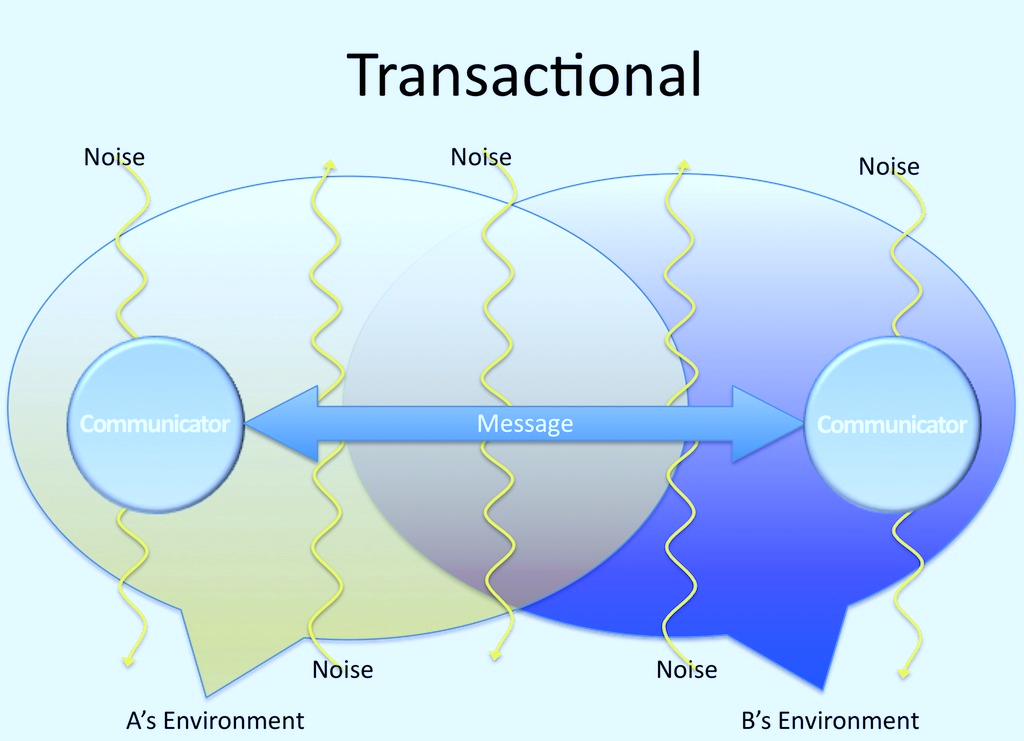 Transactional
Noise
Noise
Noise
Communicator
Message
Communicator
Noise
Noise
A’s Environment
B’s Environment